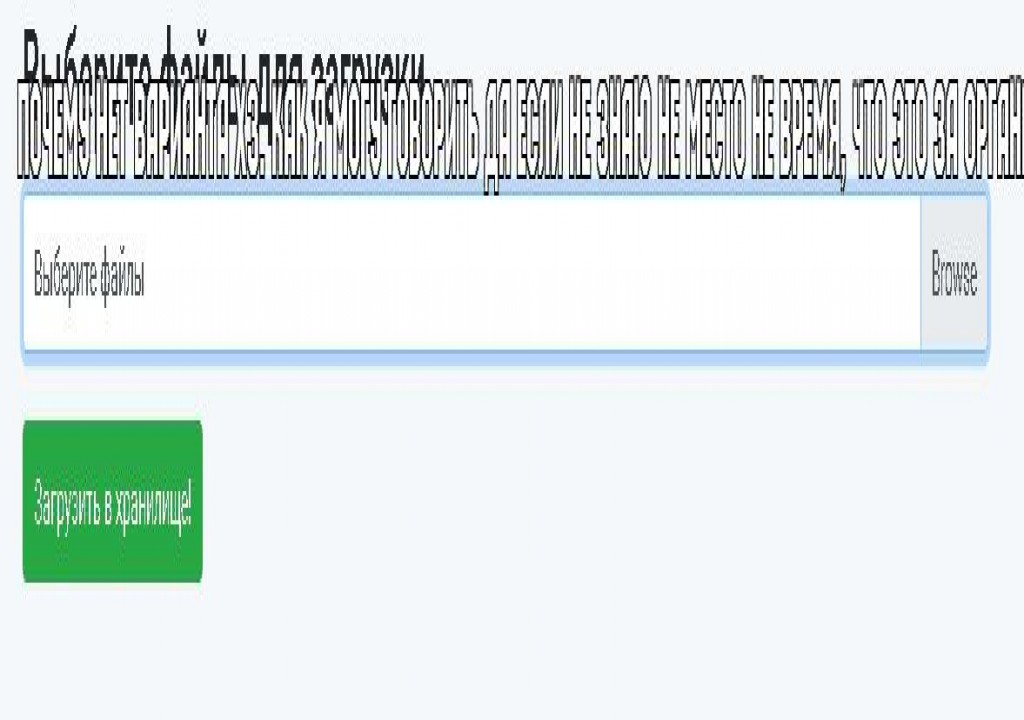 Выберите файлы для загрузки
ПОЧЕМУ НЕТ ВАРИАНТА ХЗ. КАК Я МОГУ ГОВОРИТЬ ДА ЕСЛИ НЕ ЗНАЮ НЕ МЕСТО НЕ ВРЕМЯ, ЧТО ЭТО ЗА ОРГАН
Выберите файлы
Browse
Загрузить в хранилище!